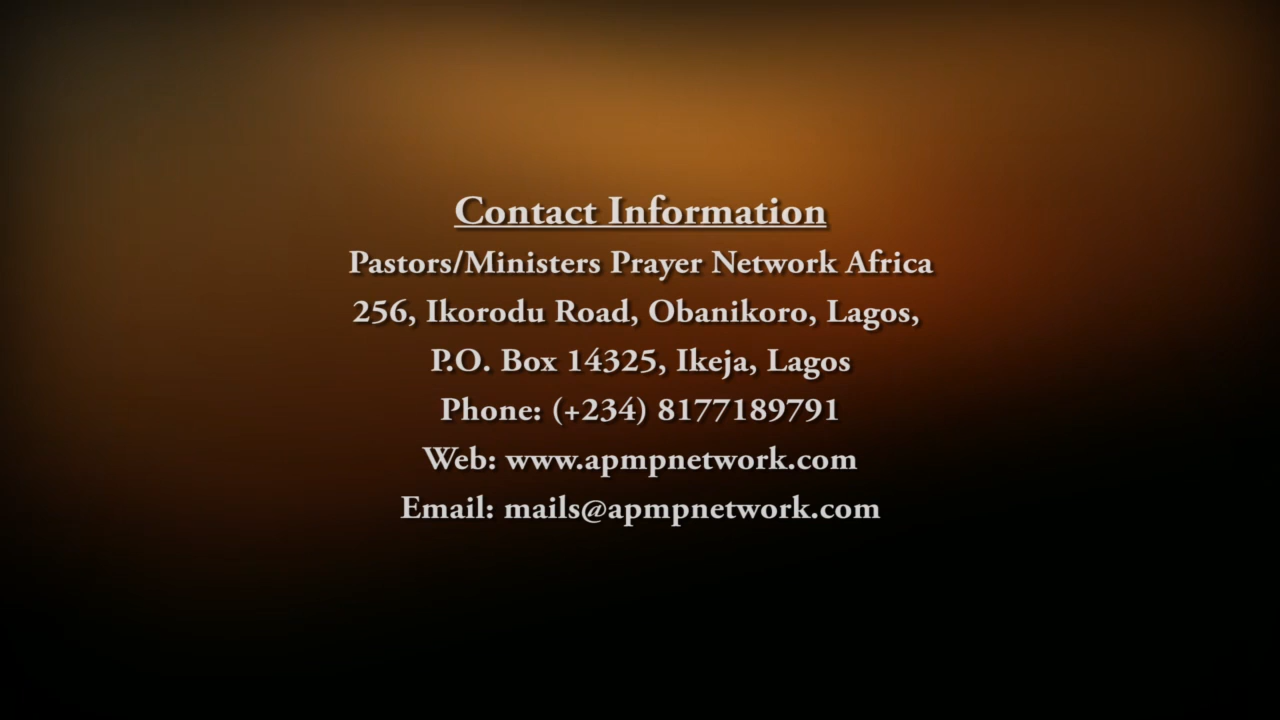 Contact Information
Pastors/Ministers Prayer Network Africa
256, Ikorodu Road, Obanikoro, Lagos,
P.O. Box 14325, Ikeja, Lagos
Phone: (+234) 8177189791
Web: www.apmpnetwork.com
Email: mails@apmpnetwork.com